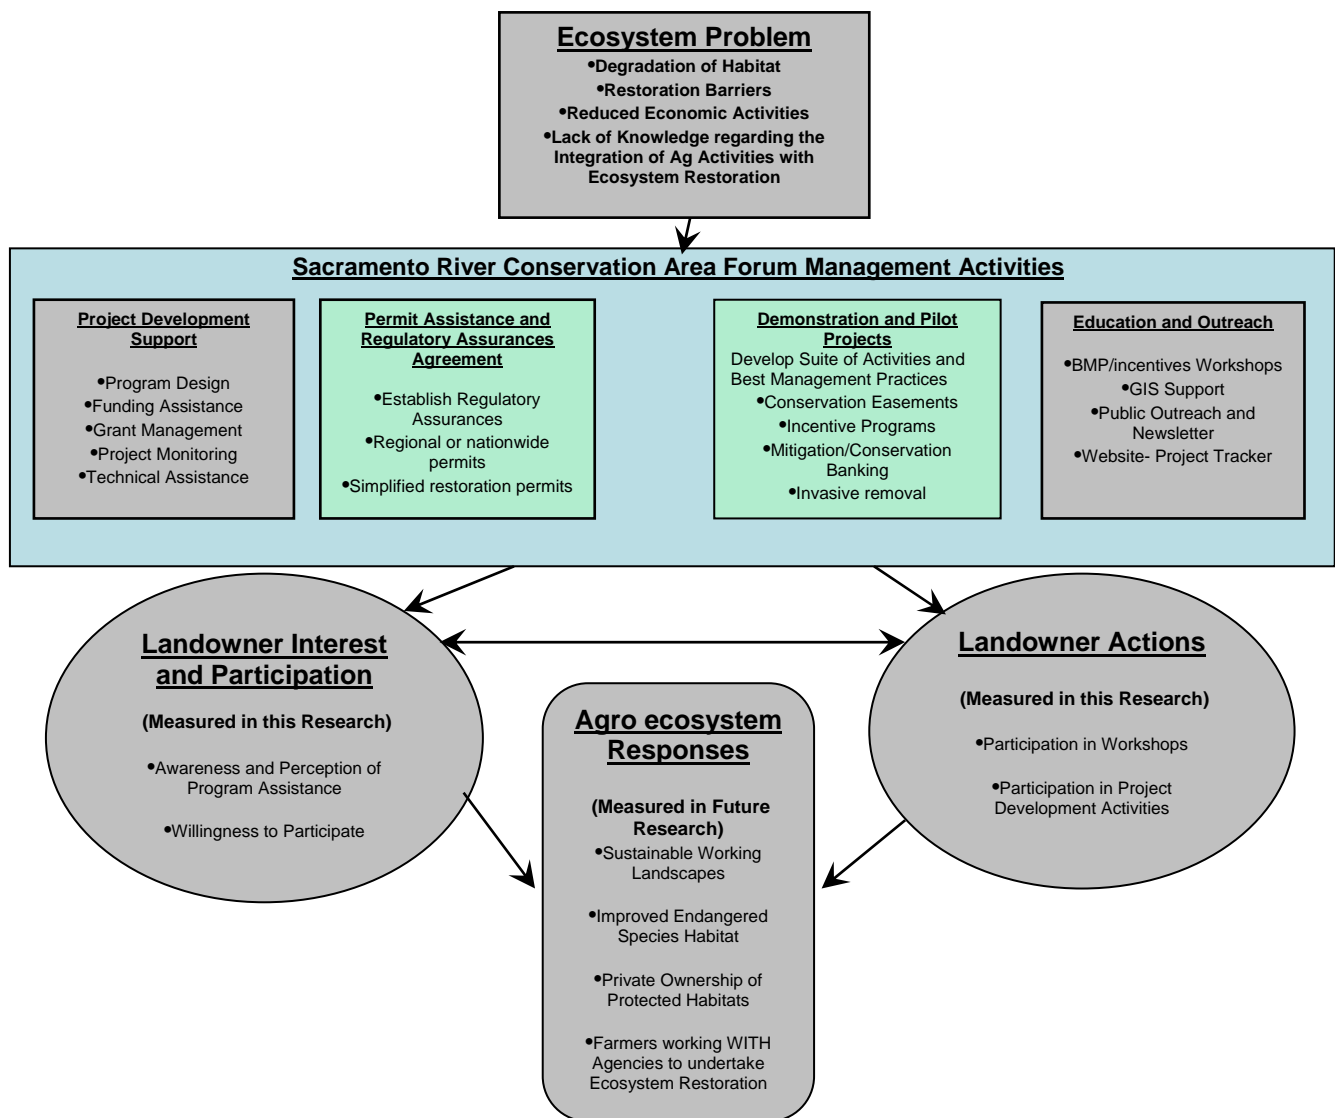 Ecosystem Problem
•Degradation of Habitat
•Restoration Barriers
•Reduced Economic Activities
•Lack of Knowledge regarding the
Integration of Ag Activities with
Ecosystem Restoration
Sacramento River Conservation Area Forum Management Activities
Project Development
Support
•Program Design
•Funding Assistance
•Grant Management
•Project Monitoring
•Technical Assistance
Permit Assistance and
Regulatory Assurances
Agreement
•Establish Regulatory
Assurances
•Regional or nationwide
permits
•Simplified restoration permits
Demonstration and Pilot
Projects
Develop Suite of Activities and
Best Management Practices
•Conservation Easements
•Incentive Programs
•Mitigation/Conservation
Banking
•Invasive removal
Education and Outreach
•BMP/incentives Workshops
•GIS Support
•Public Outreach and
Newsletter
•Website- Project Tracker
Landowner Interest
and Participation
(Measured in this Research)
•Awareness and Perception of
Program Assistance
•Willingness to Participate
Agro ecosystem
Responses
(Measured in Future
Research)
•Sustainable Working
Landscapes
•Improved Endangered
Species Habitat
•Private Ownership of
Protected Habitats
•Farmers working WITH
Agencies to undertake
Ecosystem Restoration
Landowner Actions
(Measured in this Research)
•Participation in Workshops
•Participation in Project
Development Activities